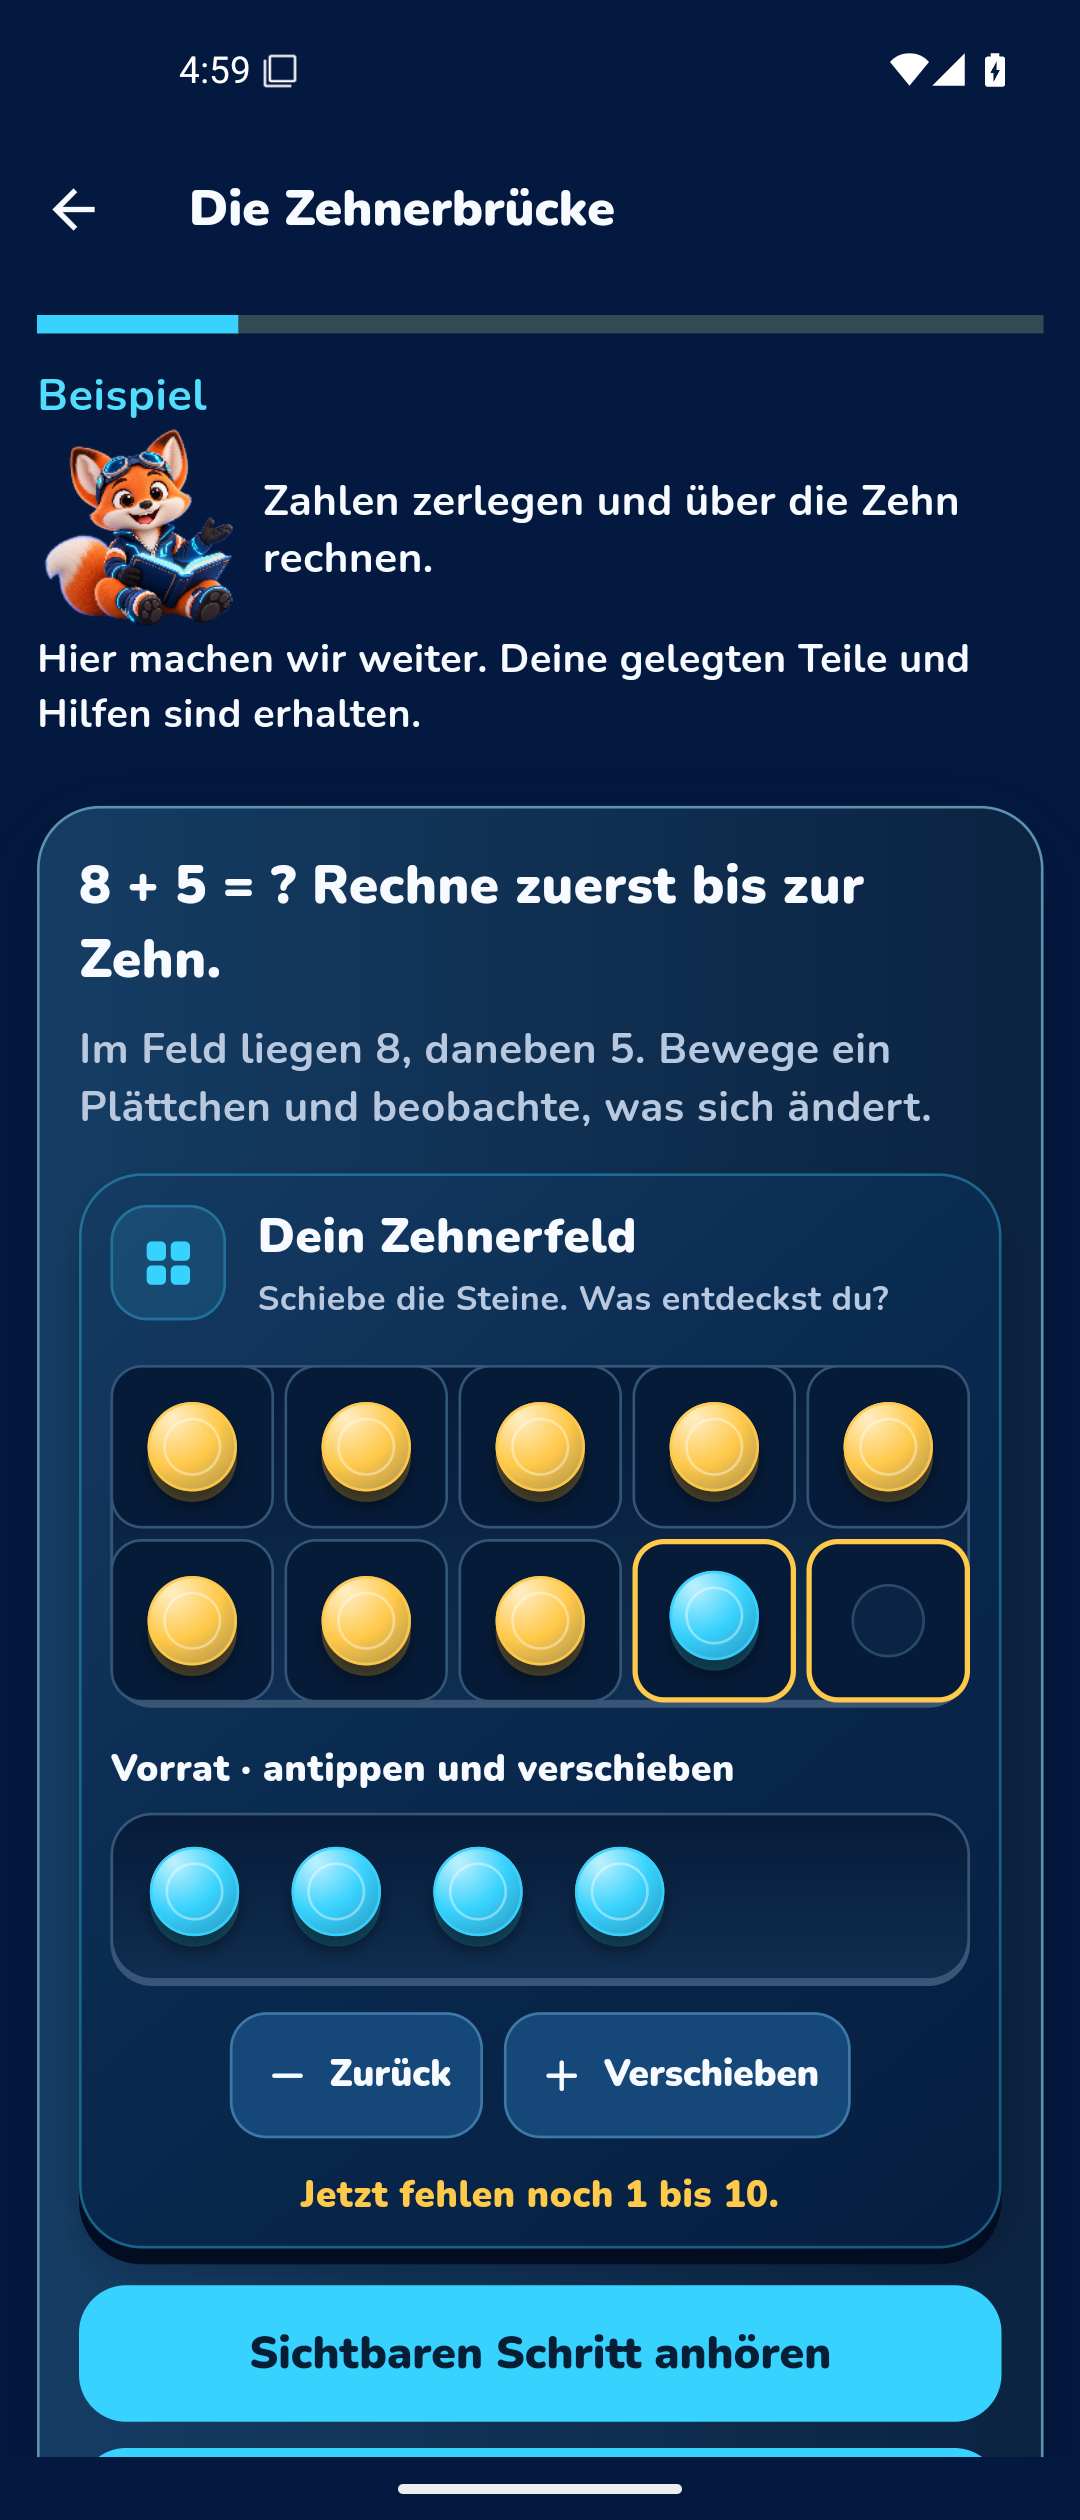 4:59
Die Zehnerbrücke
Beispiel
Zahlen zerlegen und über die Zehn
rechnen.
Hier machen wir weiter. Deine gelegten Teile und
Hilfen sind erhalten.
8 + 5 = ? Rechne zuerst bis zur
Zehn.
Im Feld liegen 8, daneben 5. Bewege ein
Plättchen und beobachte, was sich ändert.
Dein Zehnerfeld
Schiebe die Steine. Was entdeckst du?
Vorrat · antippen und verschieben
− Zurück
+ Verschieben
Jetzt fehlen noch 1 bis 10.
Sichtbaren Schritt anhören